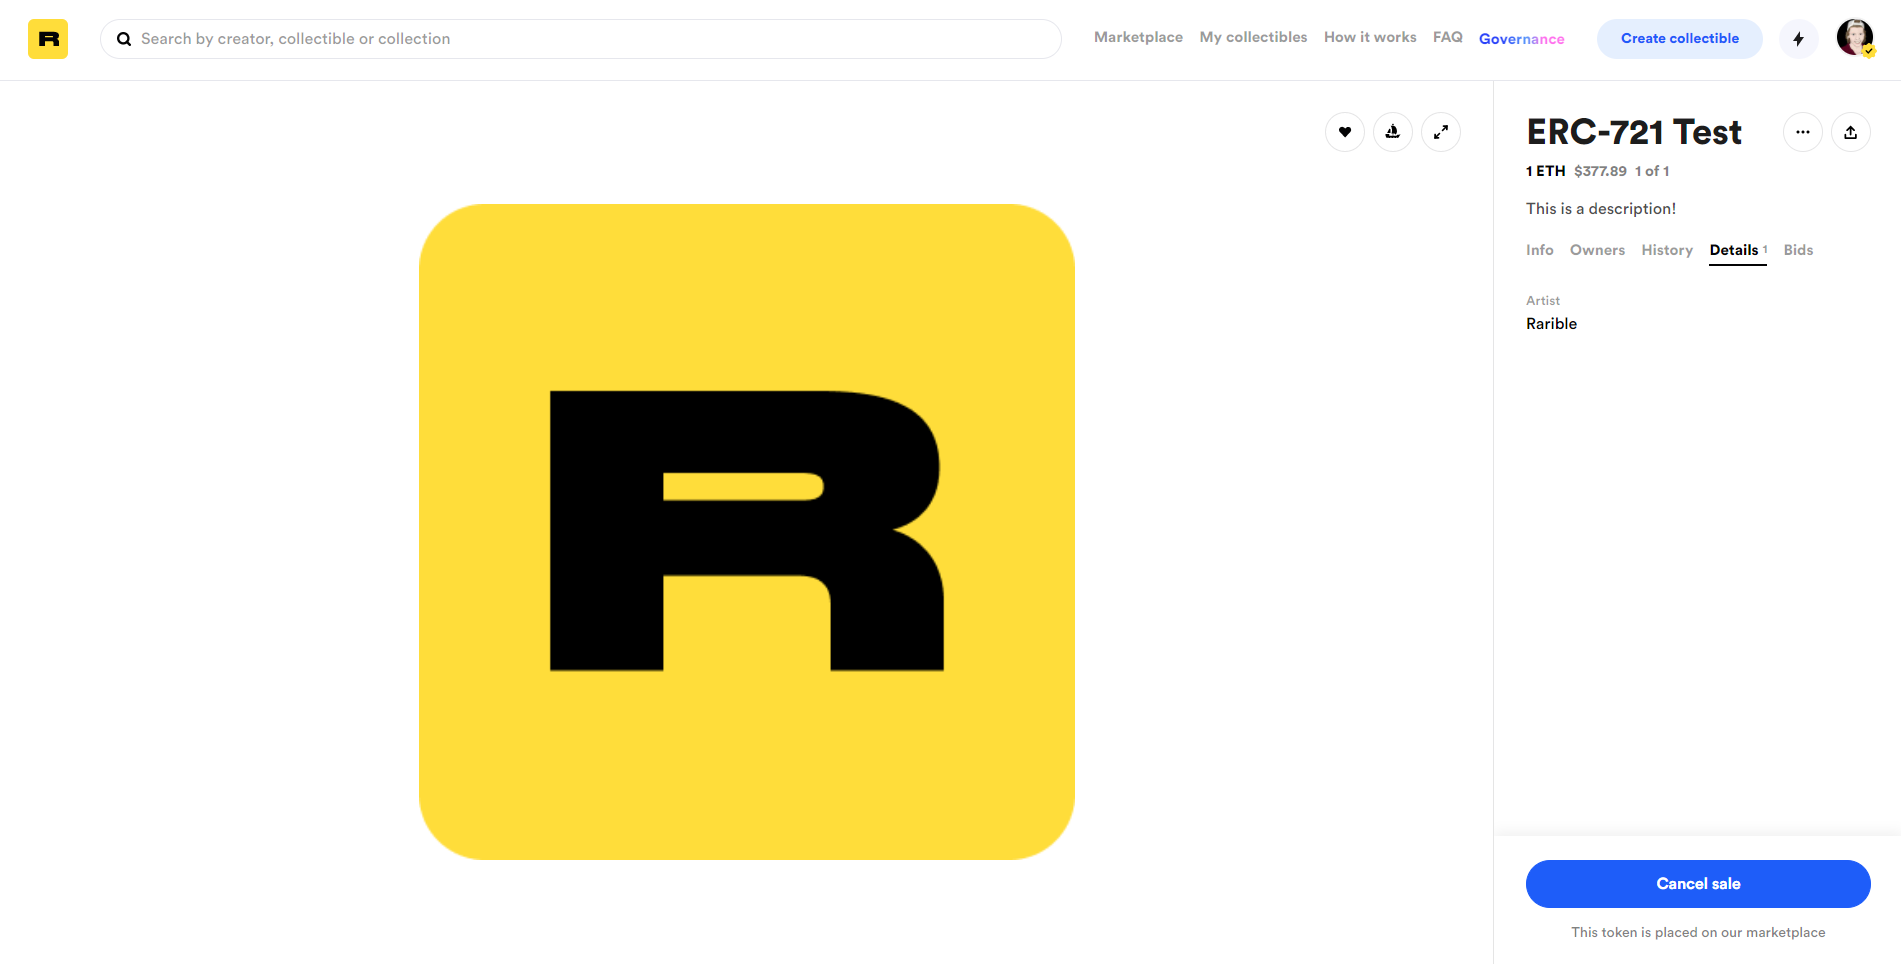 R
Search by creator, collectible or collection
Marketplace My collectibles How it works FAQ Governance
Create collectible
ERC-721 Test
1 ETH $377.89 1 of 1
This is a description!
Info Owners History Details 1 Bids
Artist
Rarible
R
Cancel sale
This token is placed on our marketplace